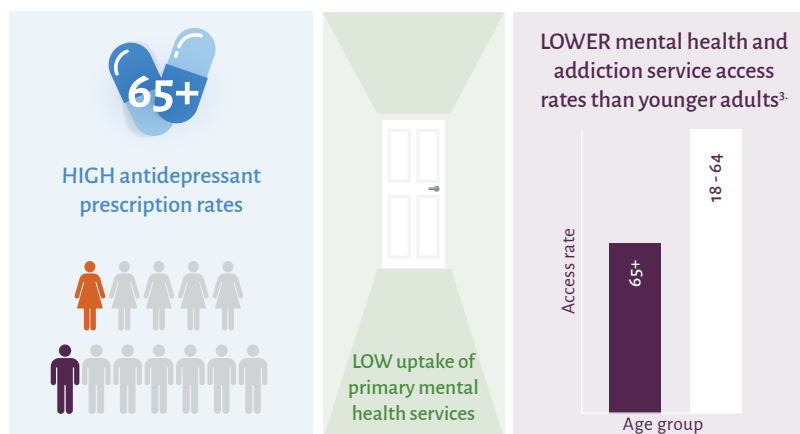 65+
HIGH antidepressant
prescription rates
LOW uptake of
primary mental
health services
LOWER mental health and
addiction service access
rates than younger adults³·
Access rate
65+
18 - 64
Age group